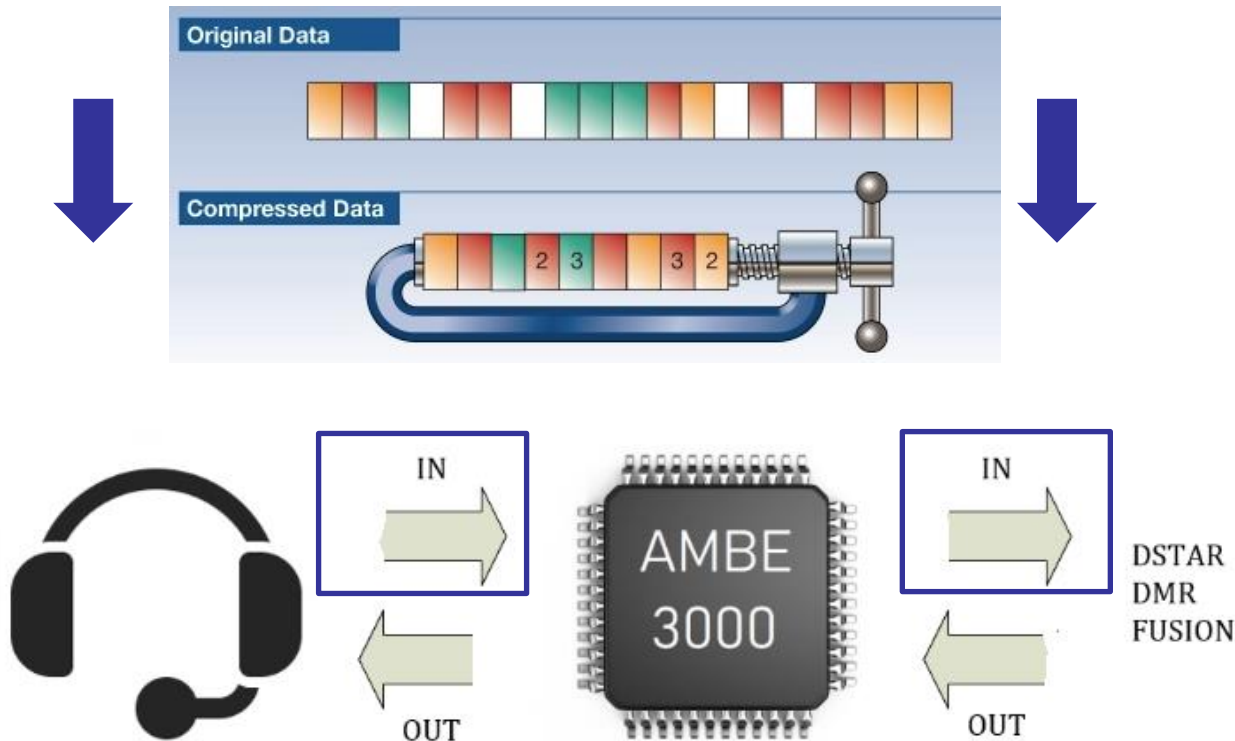 Original Data
Compressed Data
2 3 3 2
IN
IN
AMBE
3000
DSTAR
DMR
FUSION
OUT
OUT